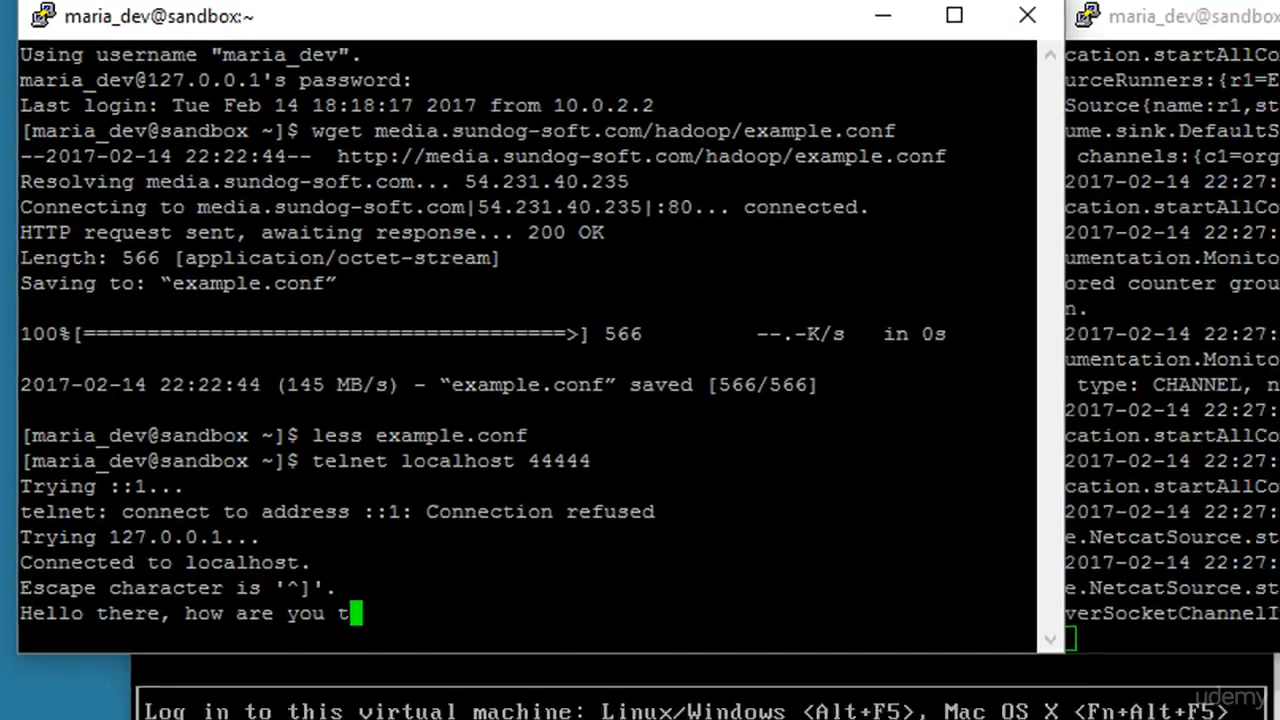 maria_dev@sandbox:~
Using username "maria_dev".
maria_dev@127.0.0.1's password:
Last login: Tue Feb 14 18:18:17 2017 from 10.0.2.2
[maria_dev@sandbox ~]$ wget media.sundog-soft.com/hadoop/example.conf
--2017-02-14 22:22:44--  http://media.sundog-soft.com/hadoop/example.conf
Resolving media.sundog-soft.com... 54.231.40.235
Connecting to media.sundog-soft.com|54.231.40.235|:80... connected.
HTTP request sent, awaiting response... 200 OK
Length: 566 [application/octet-stream]
Saving to: “example.conf”
100%[======================================>] 566         --.-K/s   in 0s
2017-02-14 22:22:44 (145 MB/s) - “example.conf” saved [566/566]
[maria_dev@sandbox ~]$ less example.conf
[maria_dev@sandbox ~]$ telnet localhost 44444
Trying ::1...
telnet: connect to address ::1: Connection refused
Trying 127.0.0.1...
Connected to localhost.
Escape character is '^]'.
Hello there, how are you t
maria_dev@sandbox
cation.startAllCo
urceRunners:{r1=E
Source{name:r1,st
ume.sink.DefaultS
channels:{c1=org
2017-02-14 22:27:
cation.startAllCo
2017-02-14 22:27:
umentation.Monito
ored counter grou
n.
2017-02-14 22:27:
umentation.Monito
type: CHANNEL, n
2017-02-14 22:27:
cation.startAllCo
2017-02-14 22:27:
cation.startAllCo
2017-02-14 22:27:
e.NetcatSource.st
2017-02-14 22:27:
e.NetcatSource.st
verSocketChannelI
Log in to this virtual machine: Linux/Windows <Alt+F5>, Mac OS X <Fn+Alt+F5>
udemy